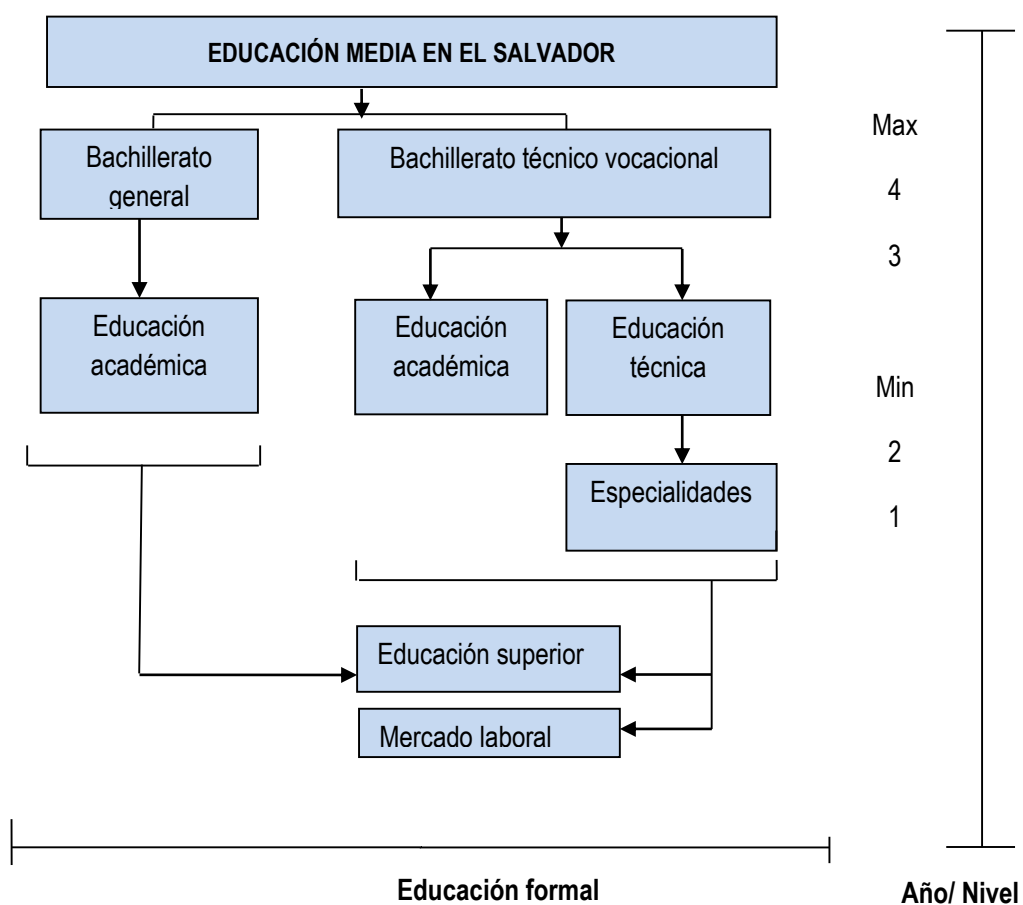 EDUCACIÓN MEDIA EN EL SALVADOR
Bachillerato
general
Bachillerato técnico vocacional
Max
4
3
Educación
académica
Educación
académica
Educación
técnica
Min
2
1
Especialidades
Educación superior
Mercado laboral
Educación formal
Año/ Nivel